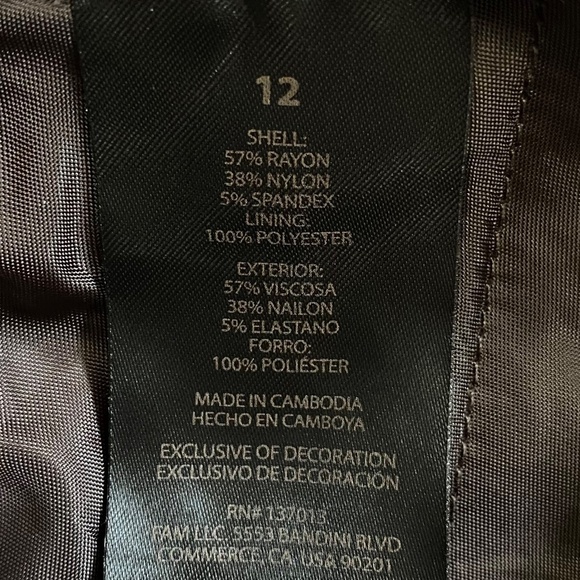 12
SHELL:
57% RAYON
38% NYLON
5% SPANDEX
LINING:
100% POLYESTER
EXTERIOR:
57% VISCOSA
38% NAILON
5% ELASTANO
FORRO:
100% POLIÉSTER
MADE IN CAMBODIA
HECHO EN CAMBOYA
EXCLUSIVE OF DECORATION
EXCLUSIVO DE DECORACIÓN
RN# 137013
FAM LLC, 5553 BANDINI BLVD
COMMERCE, CA, USA 90201